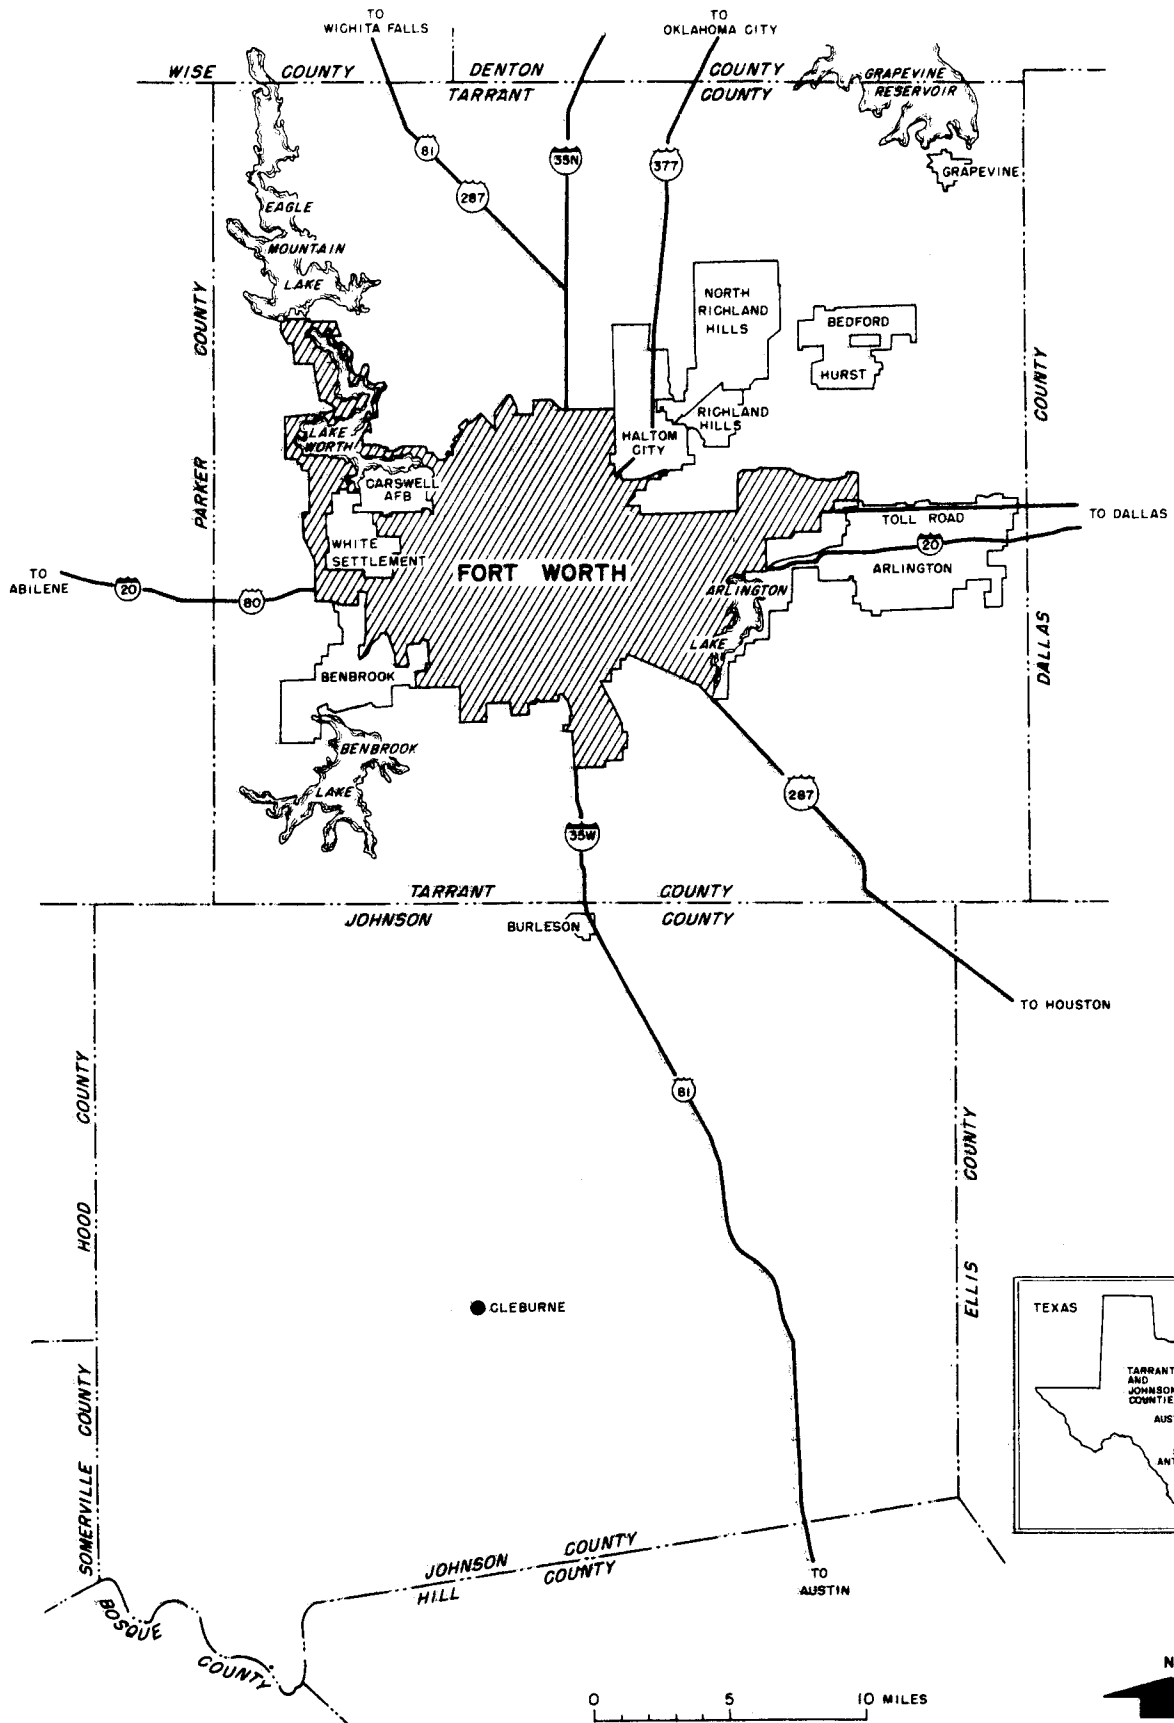 TO
WICHITA FALLS
TO
OKLAHOMA CITY
WISE COUNTY DENTON COUNTY
TARRANT COUNTY
GRAPEVINE
RESERVOIR
GRAPEVINE
81
287
35N
377
EAGLE
MOUNTAIN
LAKE
PARKER COUNTY
NORTH
RICHLAND
HILLS
BEDFORD
HURST
RICHLAND
HILLS
HALTOM
CITY
LAKE
WORTH
CARSWELL
AFB
WHITE
SETTLEMENT
FORT WORTH
TOLL ROAD
TO DALLAS
20
ARLINGTON
ARLINGTON
LAKE
DALLAS COUNTY
TO
ABILENE
20
80
BENBROOK
BENBROOK
LAKE
287
35W
TARRANT COUNTY
JOHNSON COUNTY
BURLESON
TO HOUSTON
81
HOOD COUNTY
ELLIS COUNTY
CLEBURNE
SOMERVILLE COUNTY
TEXAS
TARRANT
AND
JOHNSON
COUNTIE
AUS
ANT
JOHNSON COUNTY
HILL COUNTY
TO
AUSTIN
BOSQUE
COUNTY
N
0 5 10 MILES